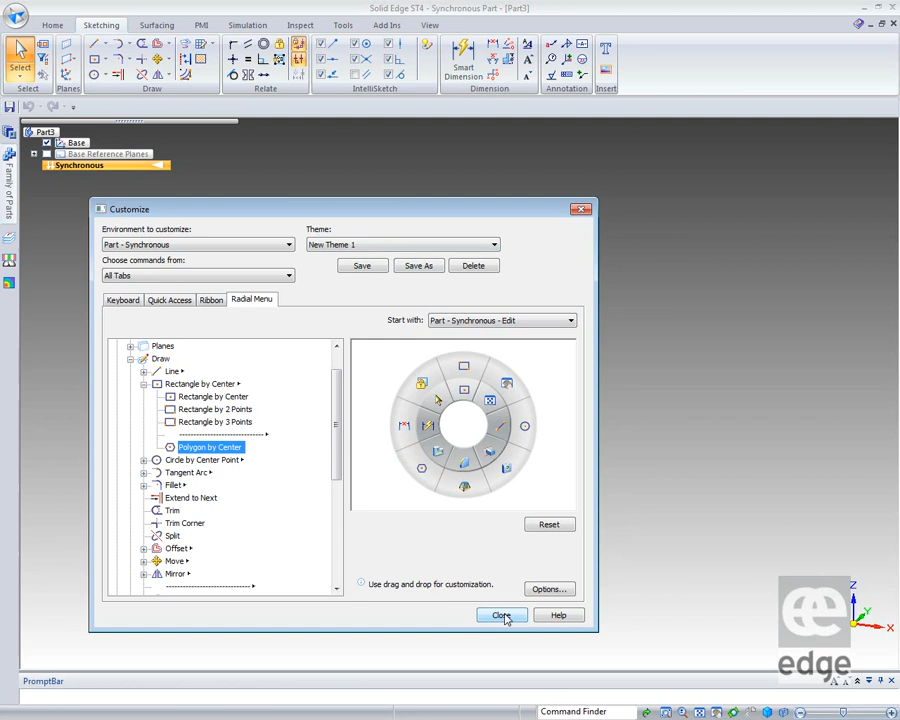 Solid Edge ST4 - Synchronous Part - [Part3]
Home Sketching Surfacing PMI Simulation Inspect Tools Add Ins View
Select
Smart
Dimension
Select Planes Draw Relate IntelliSketch Dimension Annotation Insert
Part3
Base
Base Reference Planes
Synchronous
Family of Parts
Customize
Environment to customize:
Theme:
Part - Synchronous
New Theme 1
Choose commands from:
Save Save As Delete
All Tabs
Keyboard Quick Access Ribbon Radial Menu
Start with: Part - Synchronous - Edit
Planes
Draw
Line
Rectangle by Center
Rectangle by Center
Rectangle by 2 Points
Rectangle by 3 Points
Polygon by Center
Circle by Center Point
Tangent Arc
Fillet
Extend to Next
Trim
Trim Corner
Split
Offset
Move
Mirror
Reset
Use drag and drop for customization.
Options...
Close Help
Z
Y
X
edge
PromptBar
Command Finder